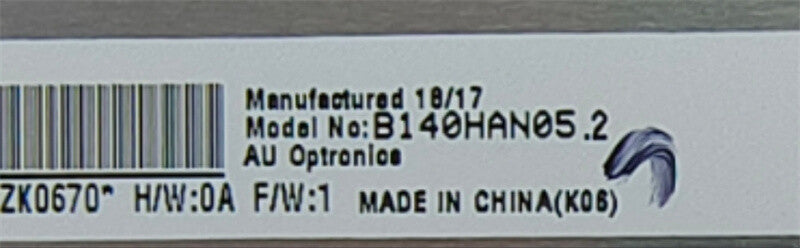 Manufactured 18/17
Model No:B140HAN05.2
AU Optronics
ZK0670* H/W:0A F/W:1 MADE IN CHINA(K06)